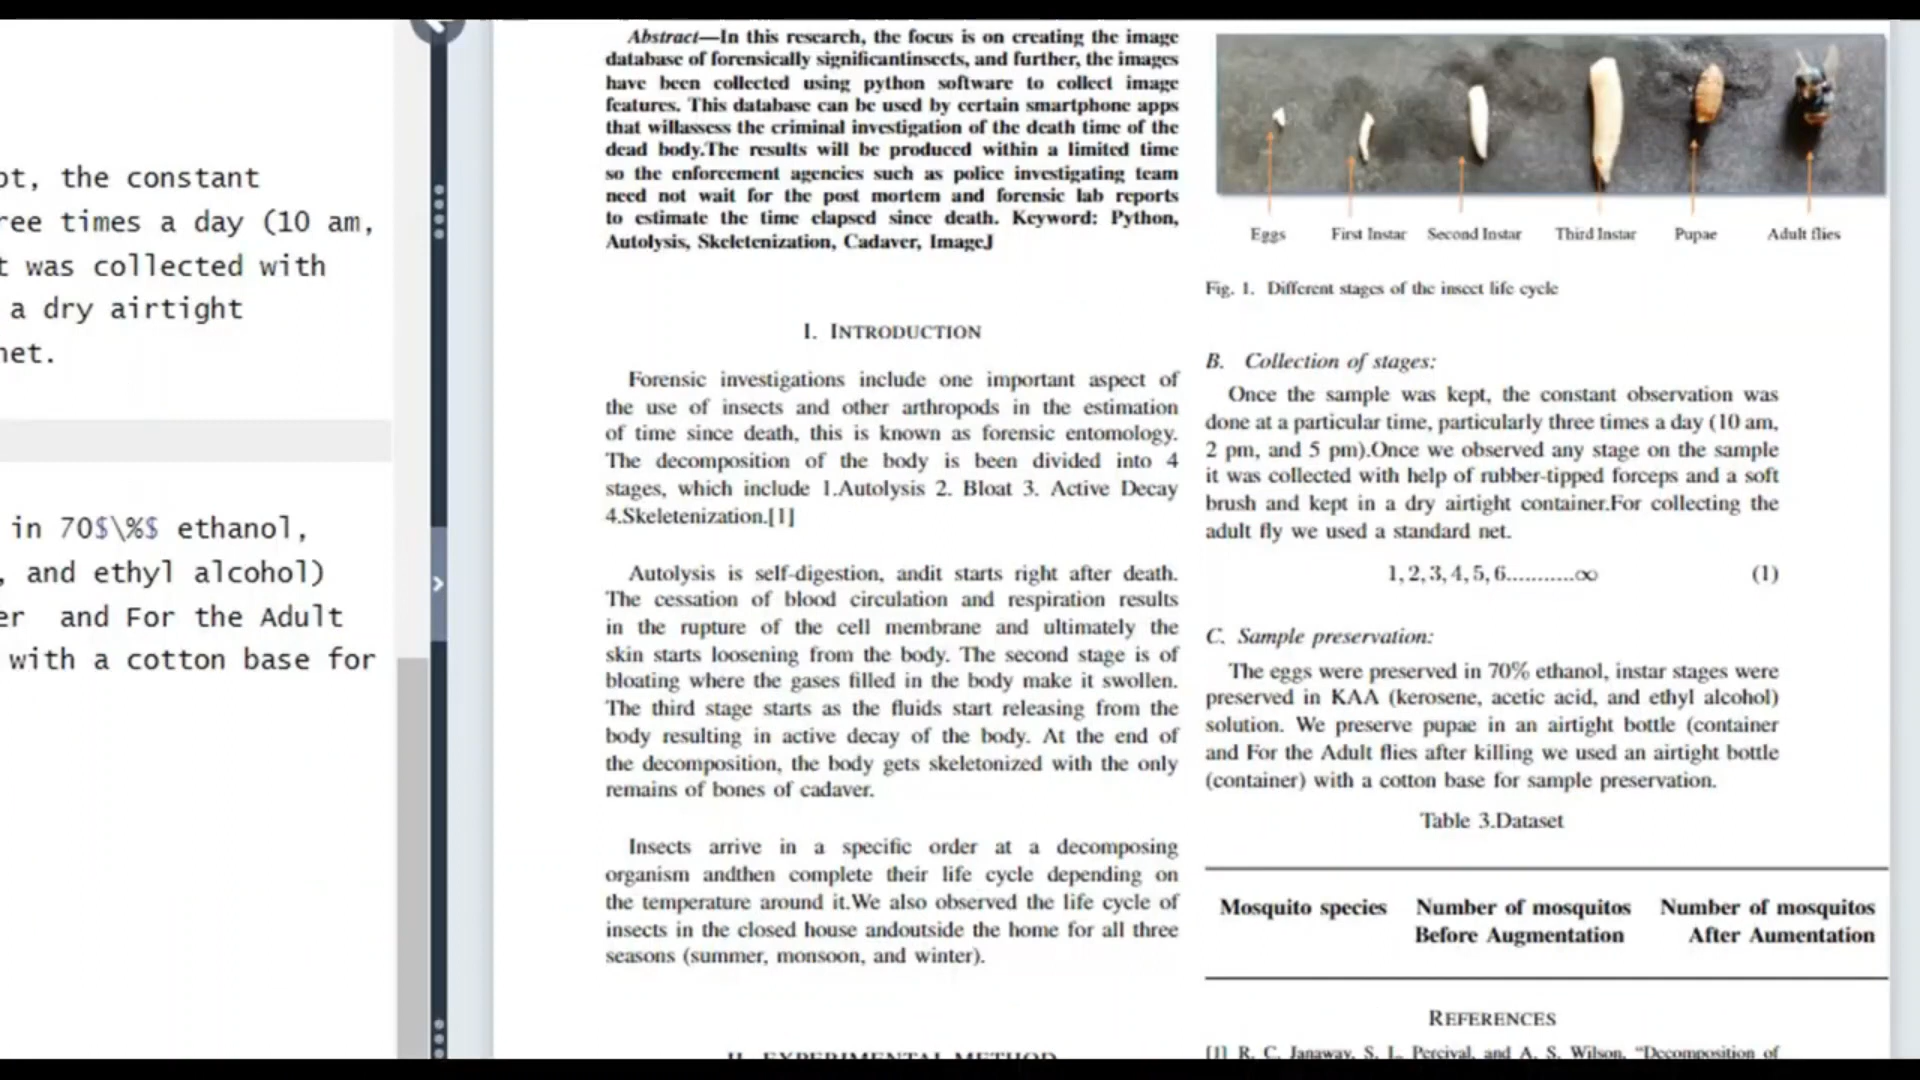 ot, the constant
ree times a day (10 am,
t was collected with
a dry airtight
net.
in 70$\%$ ethanol,
, and ethyl alcohol)
er  and For the Adult
with a cotton base for
Abstract—In this research, the focus is on creating the image
database of forensically significantinsects, and further, the images
have been collected using python software to collect image
features. This database can be used by certain smartphone apps
that willassess the criminal investigation of the death time of the
dead body.The results will be produced within a limited time
so the enforcement agencies such as police investigating team
need not wait for the post mortem and forensic lab reports
to estimate the time elapsed since death. Keyword: Python,
Autolysis, Skeletenization, Cadaver, ImageJ
I. INTRODUCTION
Forensic investigations include one important aspect of
the use of insects and other arthropods in the estimation
of time since death, this is known as forensic entomology.
The decomposition of the body is been divided into 4
stages, which include 1.Autolysis 2. Bloat 3. Active Decay
4.Skeletenization.[1]
Autolysis is self-digestion, andit starts right after death.
The cessation of blood circulation and respiration results
in the rupture of the cell membrane and ultimately the
skin starts loosening from the body. The second stage is of
bloating where the gases filled in the body make it swollen.
The third stage starts as the fluids start releasing from the
body resulting in active decay of the body. At the end of
the decomposition, the body gets skeletonized with the only
remains of bones of cadaver.
Insects arrive in a specific order at a decomposing
organism andthen complete their life cycle depending on
the temperature around it.We also observed the life cycle of
insects in the closed house andoutside the home for all three
seasons (summer, monsoon, and winter).
II. EXPERIMENTAL METHOD
Eggs First Instar Second Instar Third Instar Pupae Adult flies
Fig. 1. Different stages of the insect life cycle
B. Collection of stages:
Once the sample was kept, the constant observation was
done at a particular time, particularly three times a day (10 am,
2 pm, and 5 pm).Once we observed any stage on the sample
it was collected with help of rubber-tipped forceps and a soft
brush and kept in a dry airtight container.For collecting the
adult fly we used a standard net.
1, 2, 3, 4, 5, 6...........∞ (1)
C. Sample preservation:
The eggs were preserved in 70% ethanol, instar stages were
preserved in KAA (kerosene, acetic acid, and ethyl alcohol)
solution. We preserve pupae in an airtight bottle (container
and For the Adult flies after killing we used an airtight bottle
(container) with a cotton base for sample preservation.
Table 3.Dataset
Mosquito species Number of mosquitos Number of mosquitos
Before Augmentation After Aumentation
REFERENCES
[1] R. C. Janaway, S. L. Percival, and A. S. Wilson, "Decomposition of